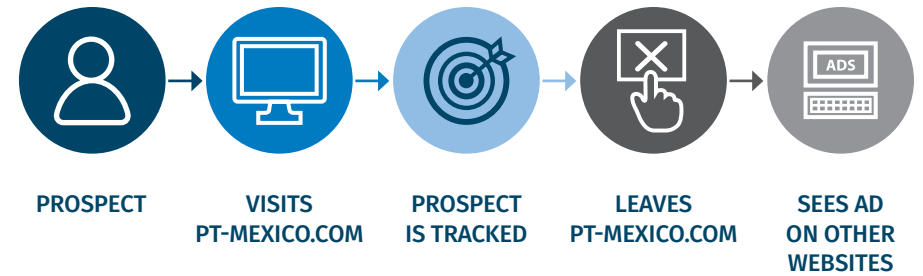 ADS
PROSPECT
VISITS
PT-MEXICO.COM
PROSPECT
IS TRACKED
LEAVES
PT-MEXICO.COM
SEES AD
ON OTHER
WEBSITES